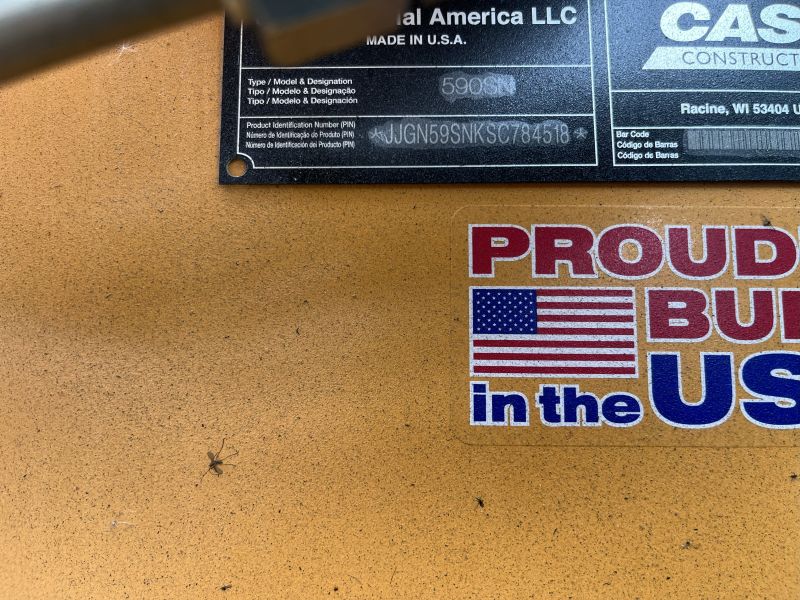 ial America LLC
MADE IN U.S.A.
Type / Model & Designation
Tipo / Modelo & Designação
Tipo / Modelo & Designación
590SN
Product Identification Number (PIN)
Número de Identificação do Produto (PIN)
Número de Identificación del Producto (PIN)
*JJGN59SNKSC784518*
CAS
CONSTRUCT
Racine, WI 53404 U
Bar Code
Código de Barras
Código de Barras
PROUD
BUI
in the US